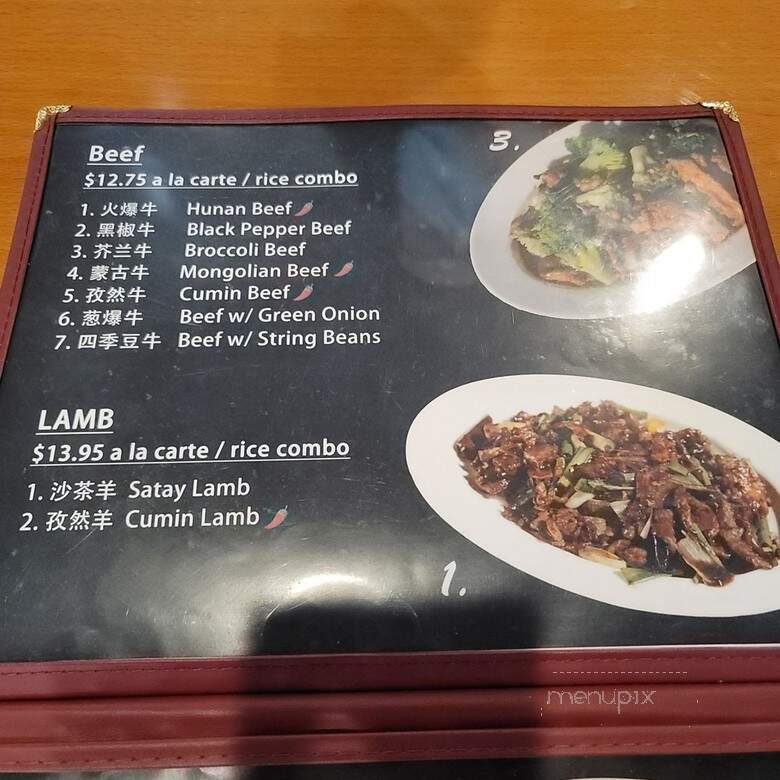 Beef
$12.75 a la carte / rice combo
3.
1. 火爆牛 Hunan Beef
2. 黑椒牛 Black Pepper Beef
3. 芥兰牛 Broccoli Beef
4. 蒙古牛 Mongolian Beef
5. 孜然牛 Cumin Beef
6. 葱爆牛 Beef w/ Green Onion
7. 四季豆牛 Beef w/ String Beans
LAMB
$13.95 a la carte / rice combo
1. 沙茶羊 Satay Lamb
2. 孜然羊 Cumin Lamb
1.
menupix